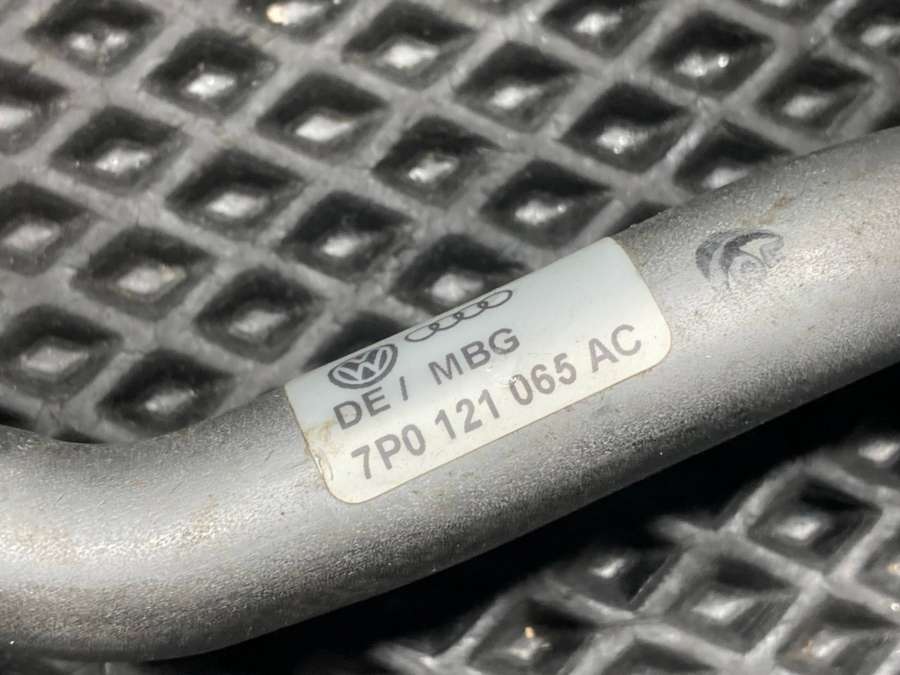 DE / MBG
7P0 121 065 AC